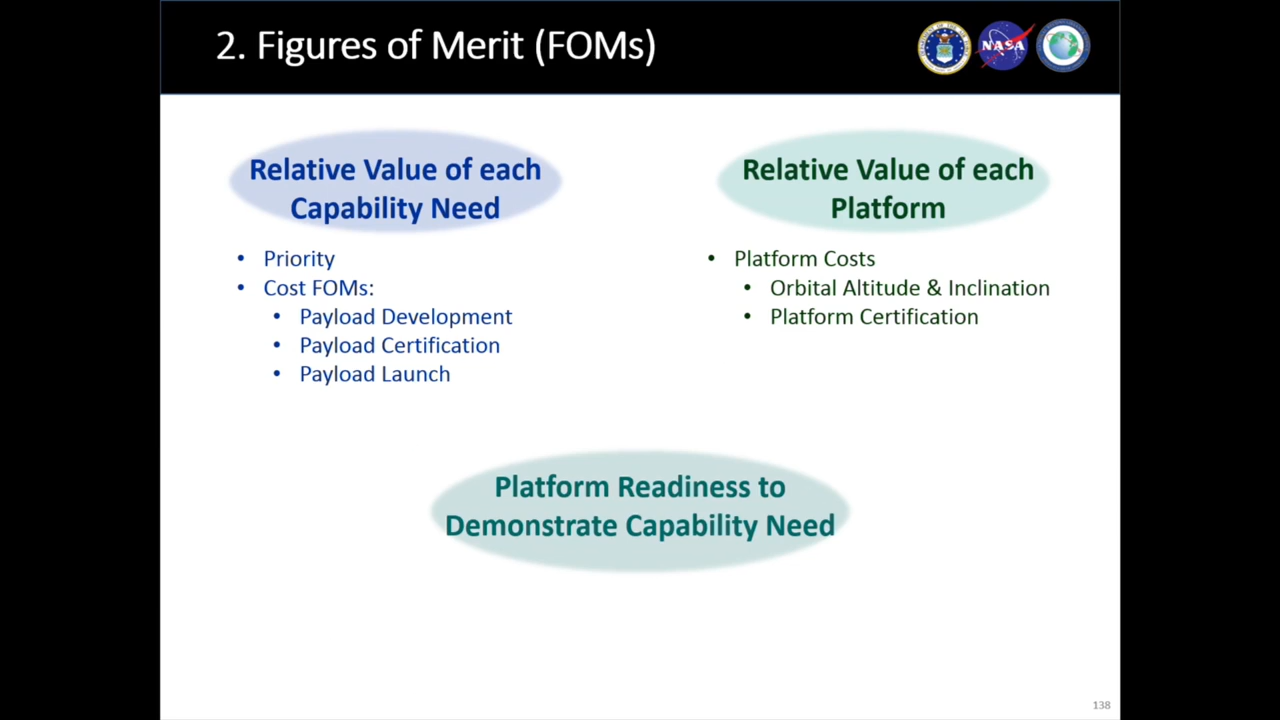 2. Figures of Merit (FOMs)
NASA
Relative Value of each
Capability Need
• Priority
• Cost FOMs:
• Payload Development
• Payload Certification
• Payload Launch
Relative Value of each
Platform
• Platform Costs
• Orbital Altitude & Inclination
• Platform Certification
Platform Readiness to
Demonstrate Capability Need
138